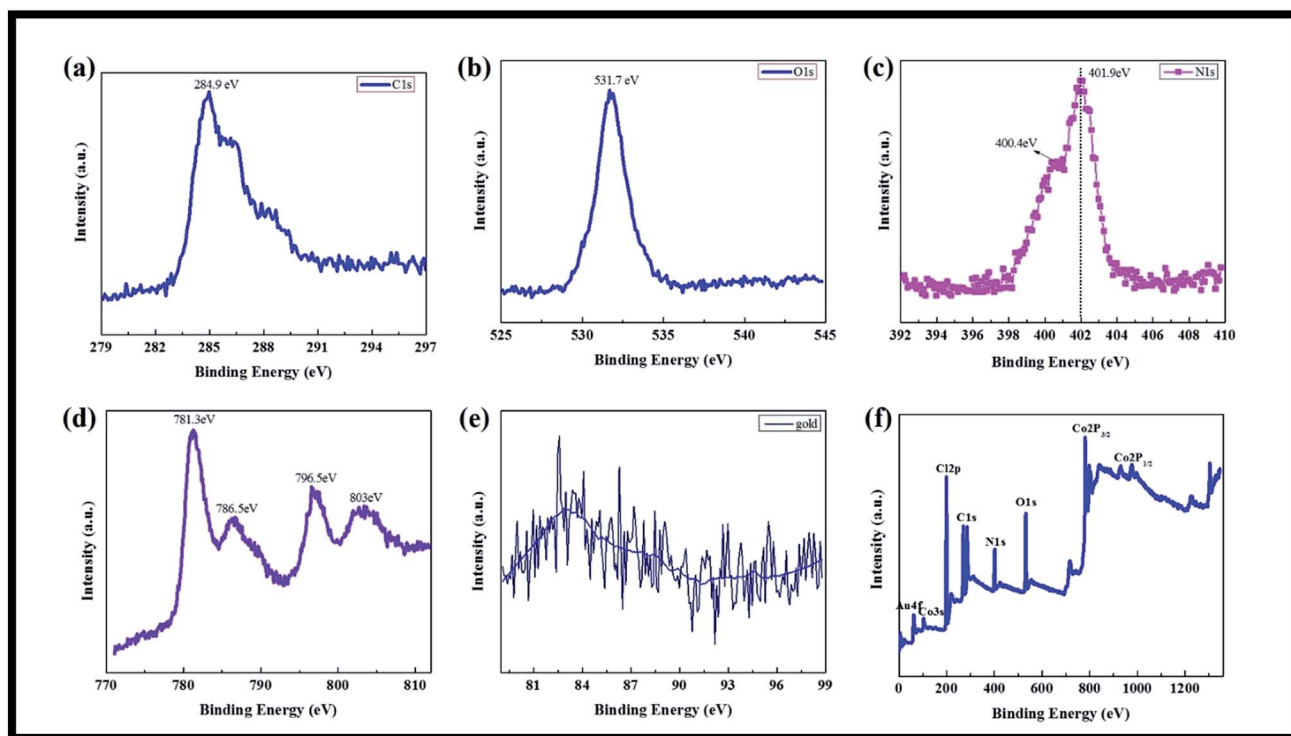 (a)
284.9 eV
C1s
Intensity (a.u.)
279 282 285 288 291 294 297
Binding Energy (eV)
(b)
531.7 eV
O1s
Intensity (a.u.)
525 530 535 540 545
Binding Energy (eV)
(c)
401.9eV
N1s
400.4eV
Intensity (a.u.)
392 394 396 398 400 402 404 406 408 410
Binding Energy (eV)
(d)
781.3eV
786.5eV
796.5eV
803eV
Intensity (a.u.)
770 780 790 800 810
Binding Energy (eV)
(e)
gold
Intensity (a.u.)
81 84 87 90 93 96 99
Binding Energy (eV)
(f)
Co2P3/2
Co2P1/2
Cl2p
C1s
O1s
N1s
Au4f
Co3s
Intensity (a.u.)
0 200 400 600 800 1000 1200
Binding Energy (eV)